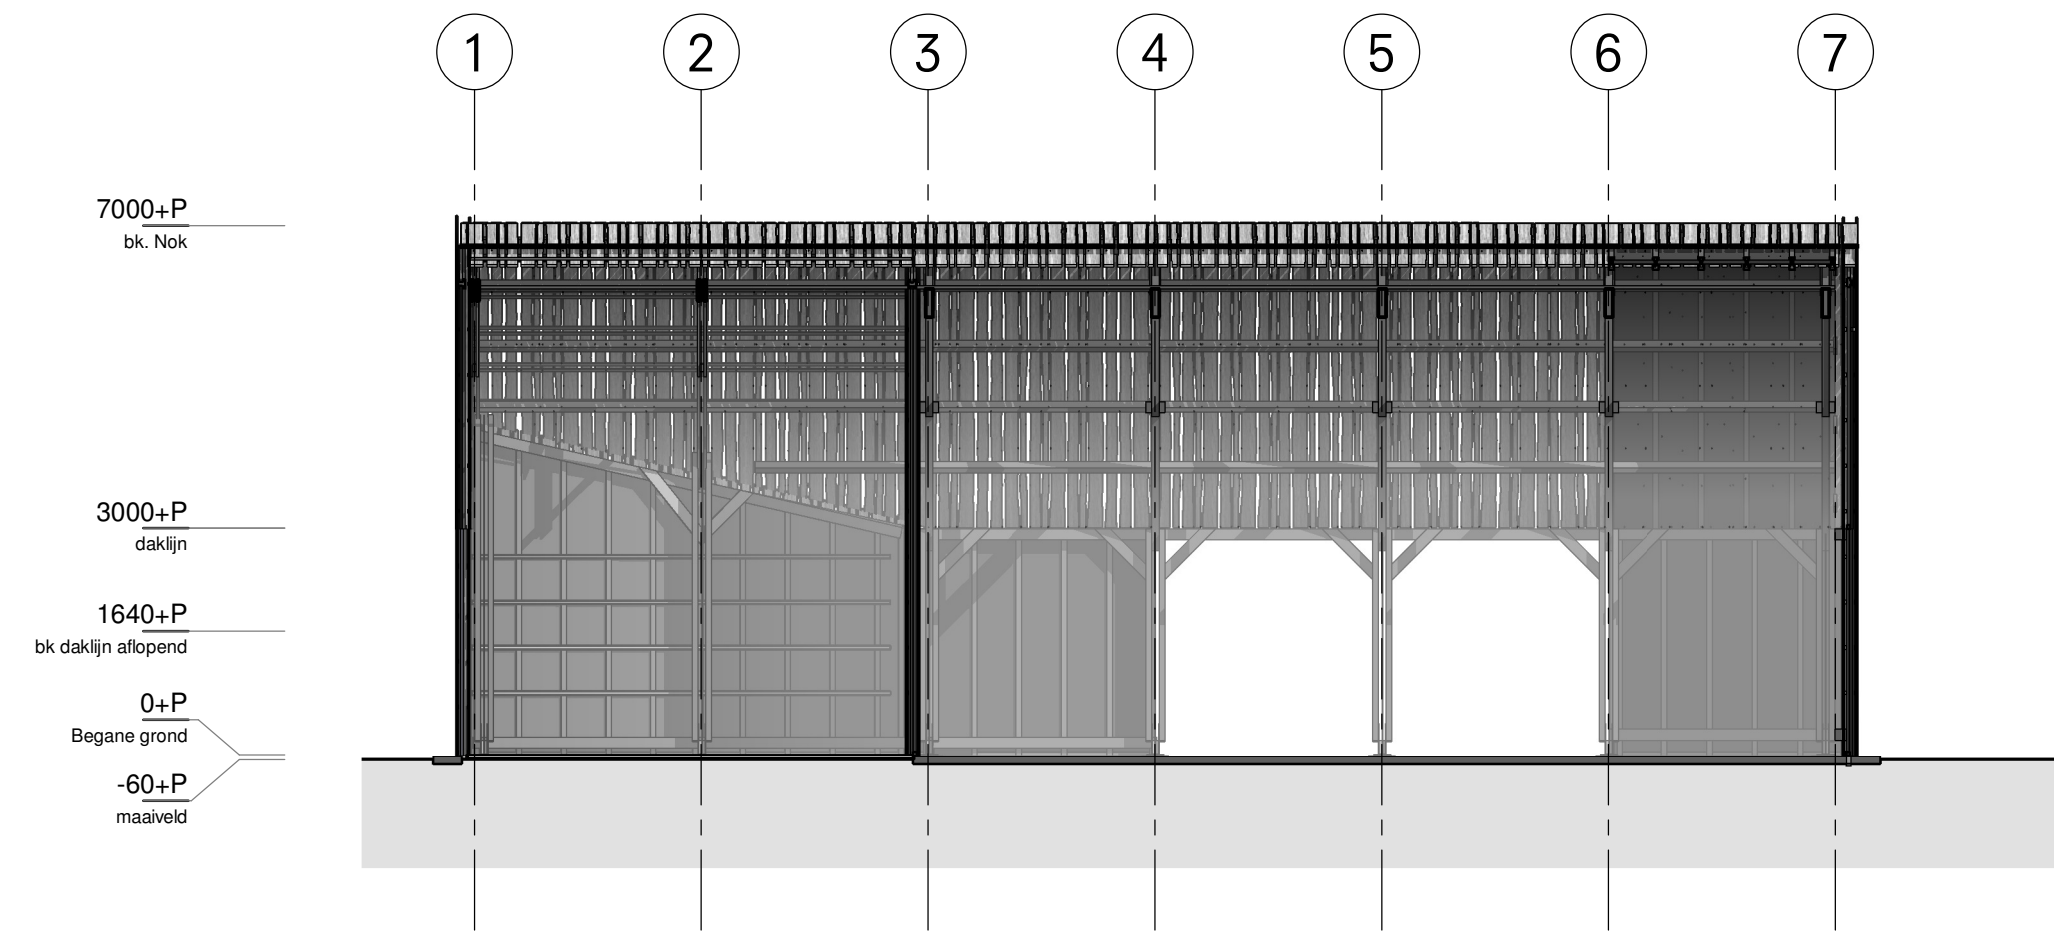 1 2 3 4 5 6 7
7000+P
bk. Nok
3000+P
daklijn
1640+P
bk daklijn aflopend
0+P
Begane grond
-60+P
maaiveld